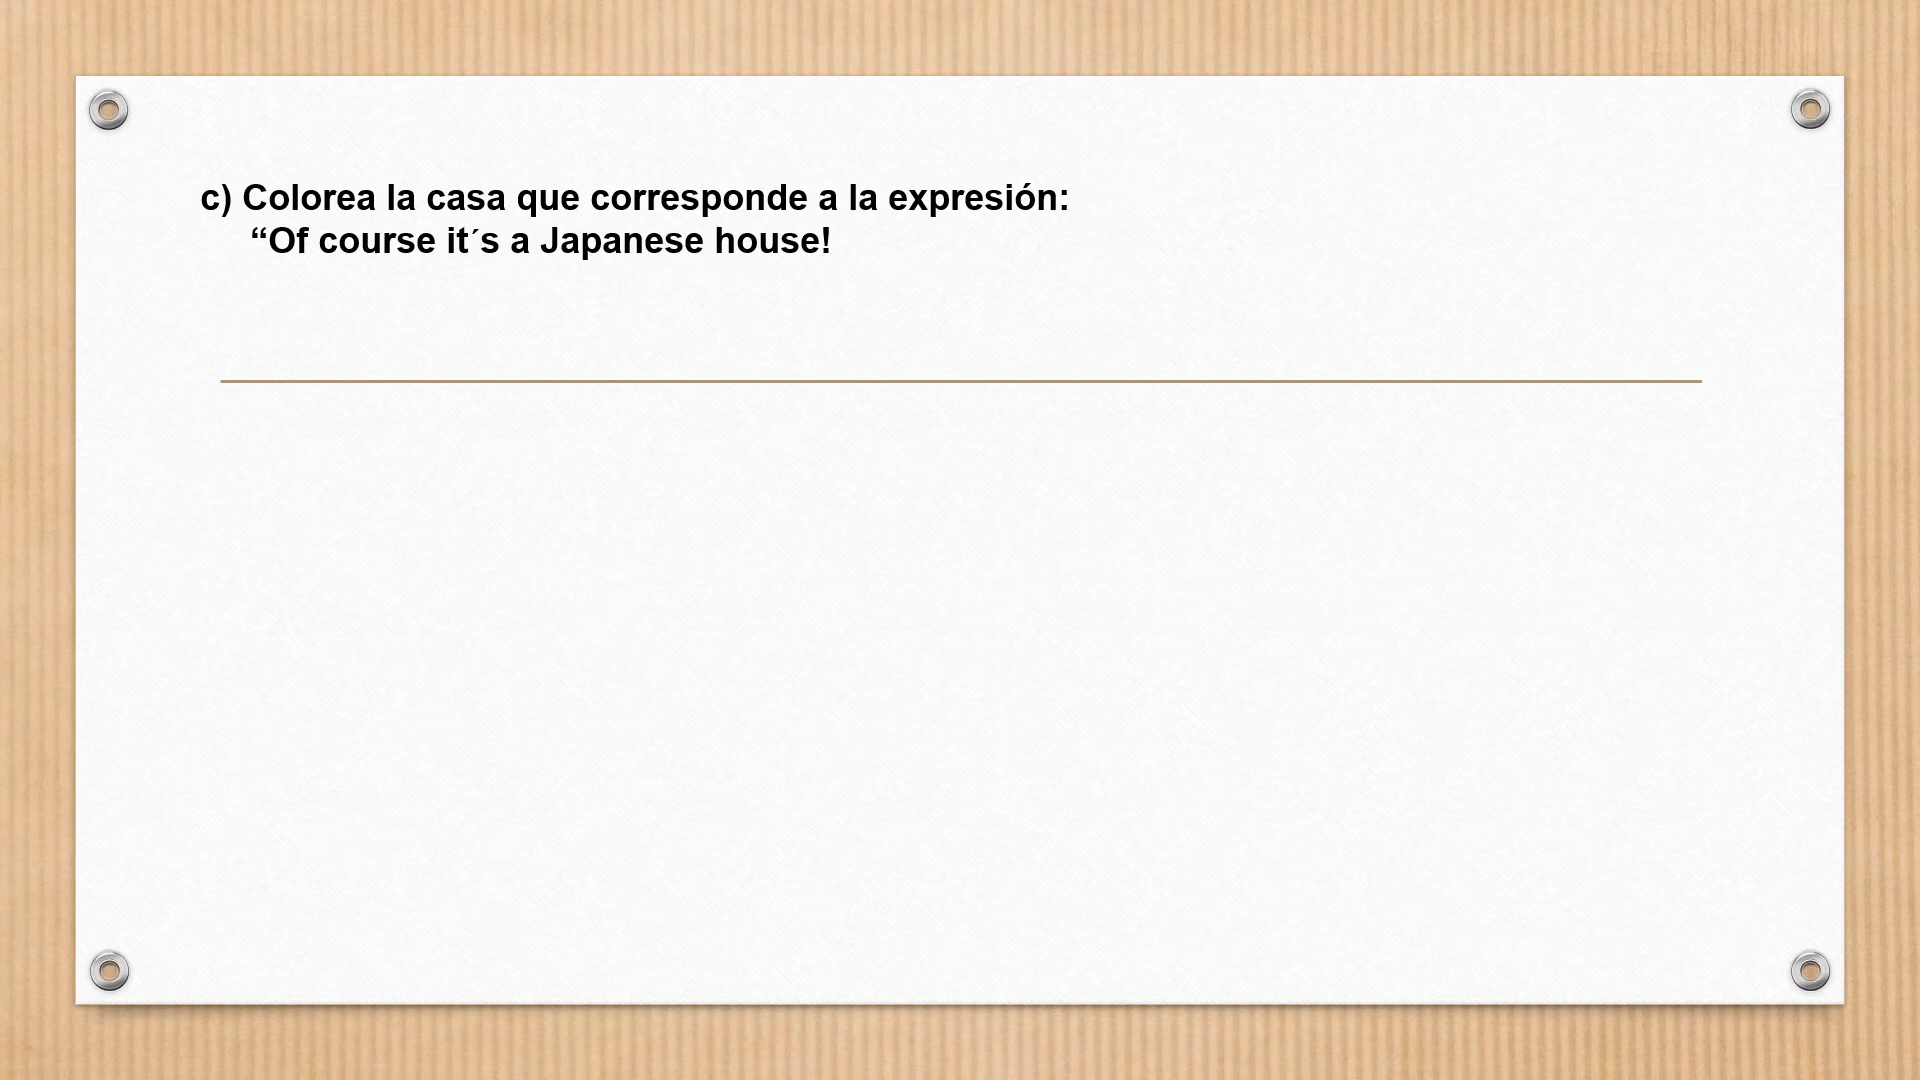 c) Colorea la casa que corresponde a la expresión:
“Of course it´s a Japanese house!